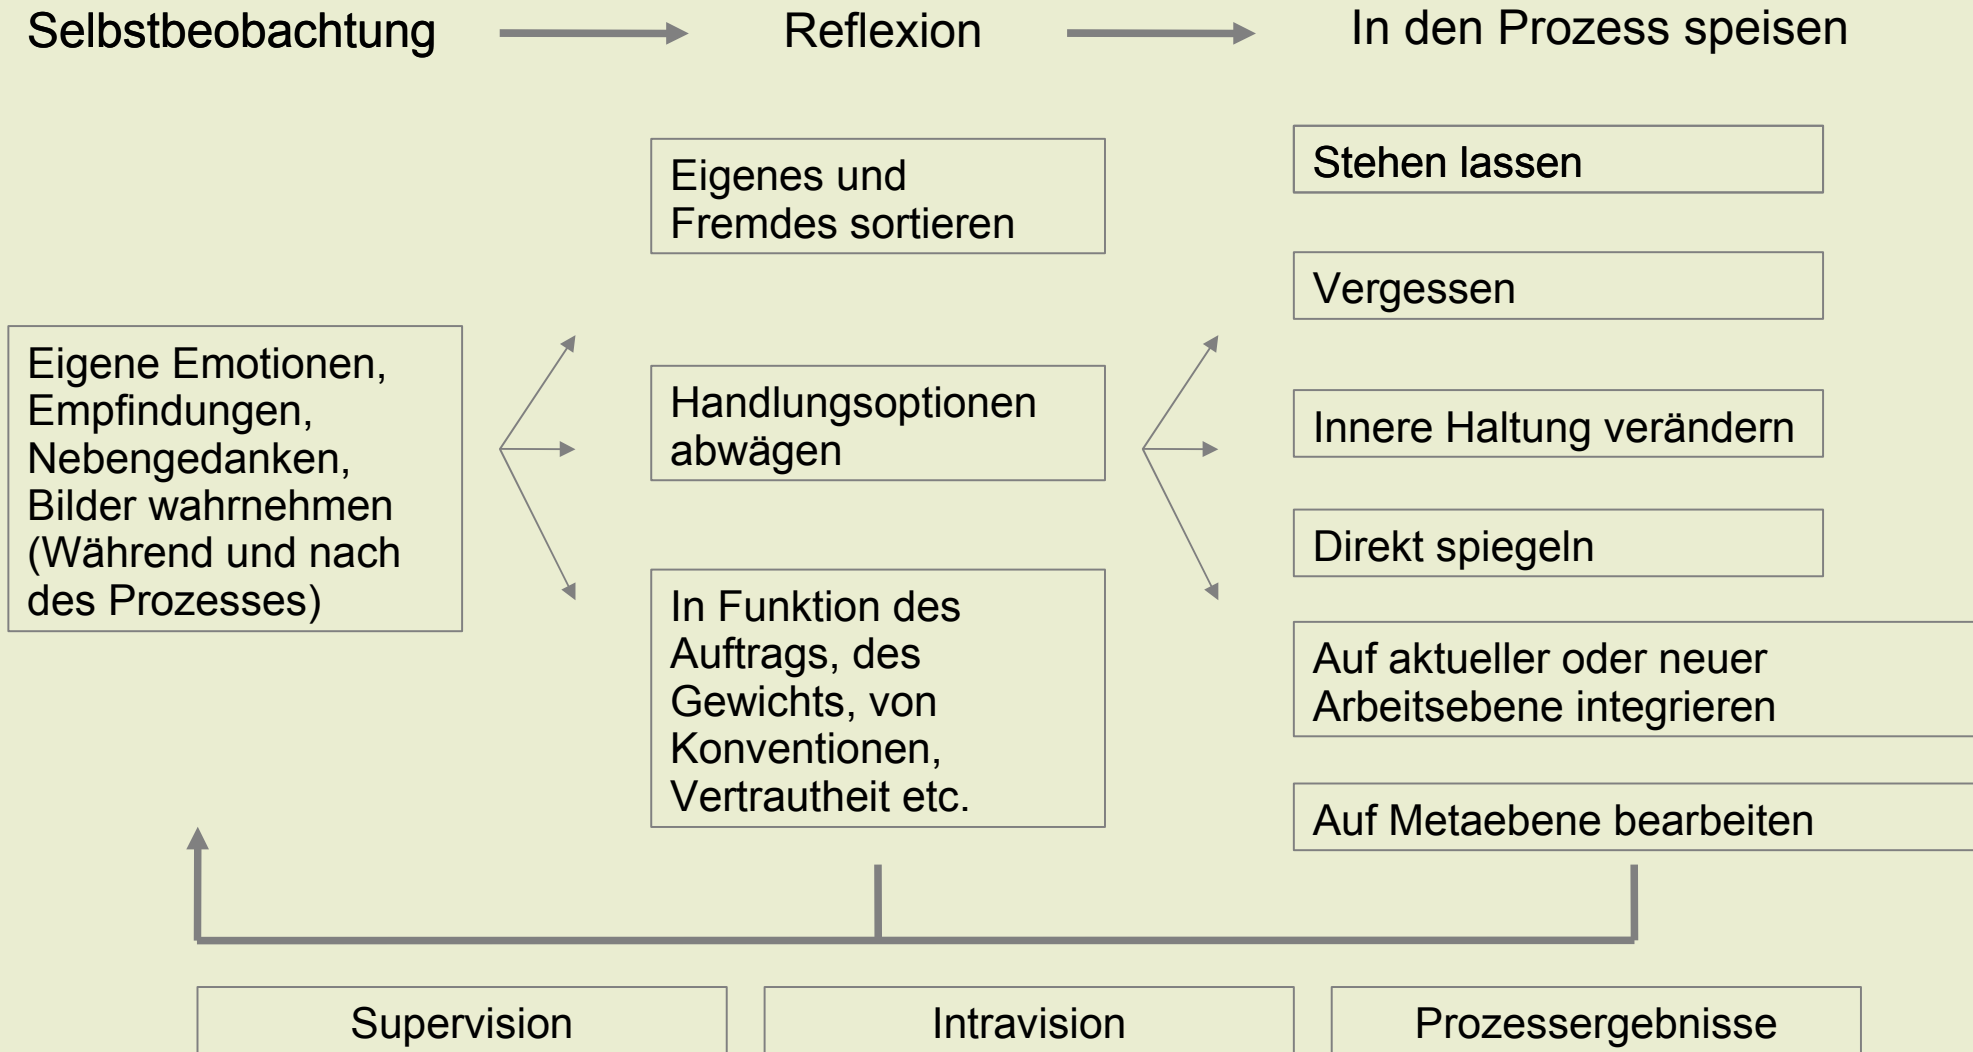 Selbstbeobachtung
Reflexion
In den Prozess speisen
Eigene Emotionen,
Empfindungen,
Nebengedanken,
Bilder wahrnehmen
(Während und nach
des Prozesses)
Eigenes und
Fremdes sortieren
Handlungsoptionen
abwägen
In Funktion des
Auftrags, des
Gewichts, von
Konventionen,
Vertrautheit etc.
Stehen lassen
Vergessen
Innere Haltung verändern
Direkt spiegeln
Auf aktueller oder neuer
Arbeitsebene integrieren
Auf Metaebene bearbeiten
Supervision
Intravision
Prozessergebnisse